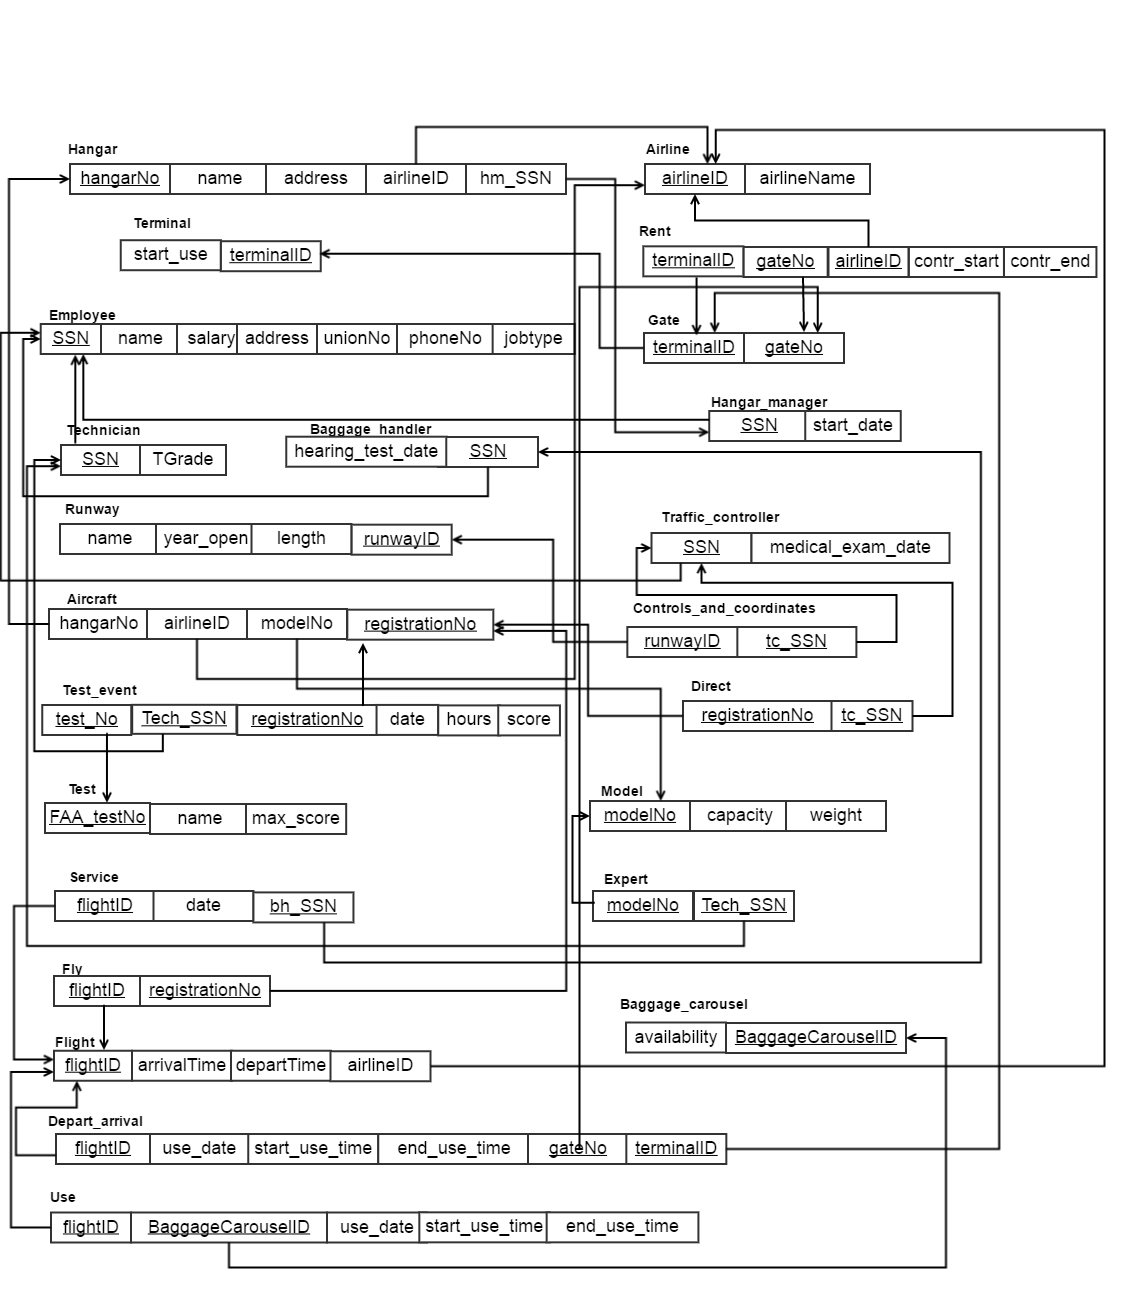 Hangar
hangarNo name address airlineID hm_SSN
Airline
airlineID airlineName
Terminal
start_use terminalID
Rent
terminalID gateNo airlineID contr_start contr_end
Employee
SSN name salary address unionNo phoneNo jobtype
Gate
terminalID gateNo
Hangar_manager
SSN start_date
Technician
SSN TGrade
Baggage_handler
hearing_test_date SSN
Runway
name year_open length runwayID
Traffic_controller
SSN medical_exam_date
Aircraft
hangarNo airlineID modelNo registrationNo
Controls_and_coordinates
runwayID tc_SSN
Direct
registrationNo tc_SSN
Test_event
test_No Tech_SSN registrationNo date hours score
Test
FAA_testNo name max_score
Model
modelNo capacity weight
Service
flightID date bh_SSN
Expert
modelNo Tech_SSN
Fly
flightID registrationNo
Baggage_carousel
availability BaggageCarouselID
Flight
flightID arrivalTime departTime airlineID
Depart_arrival
flightID use_date start_use_time end_use_time gateNo terminalID
Use
flightID BaggageCarouselID use_date start_use_time end_use_time